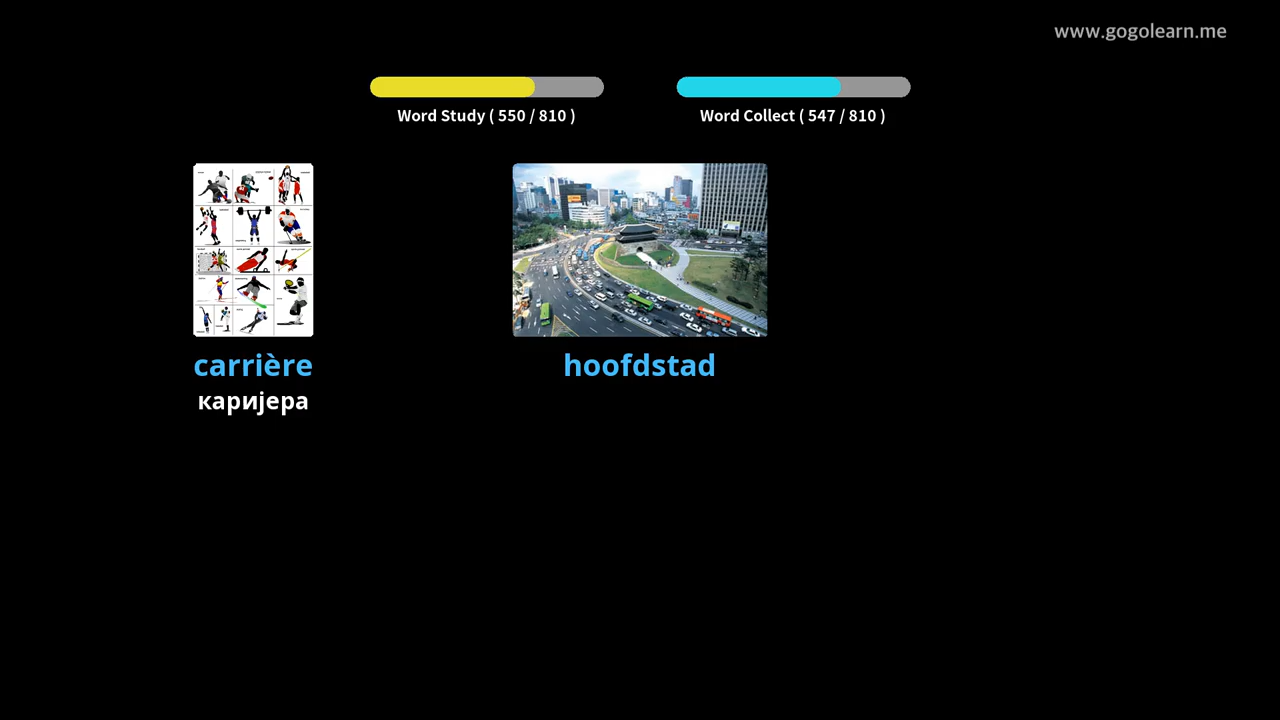 www.gogolearn.me
Word Study ( 550 / 810 )
Word Collect ( 547 / 810 )
carrière
hoofdstad
каријера